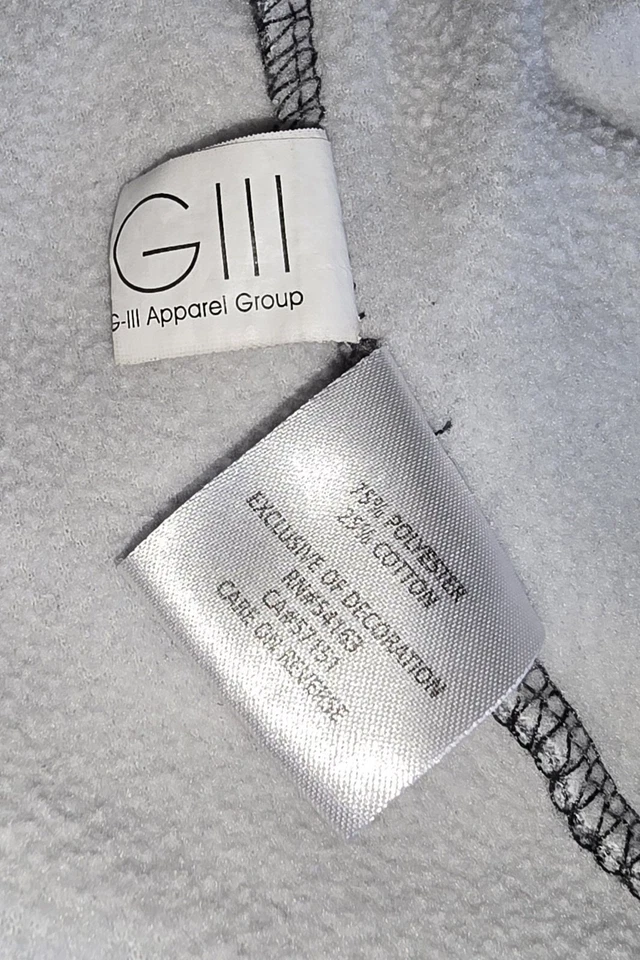 GIII
G-III Apparel Group
75% POLYESTER
25% COTTON
EXCLUSIVE OF DECORATION
RN#54163
CA#57151
CARE ON REVERSE